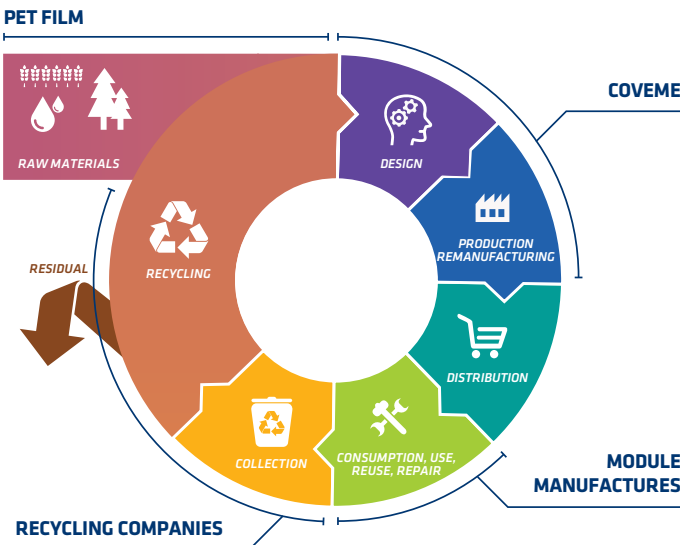 PET FILM
COVEME
RAW MATERIALS
DESIGN
PRODUCTION
REMANUFACTURING
RESIDUAL
RECYCLING
DISTRIBUTION
COLLECTION
CONSUMPTION, USE,
REUSE, REPAIR
MODULE
MANUFACTURES
RECYCLING COMPANIES